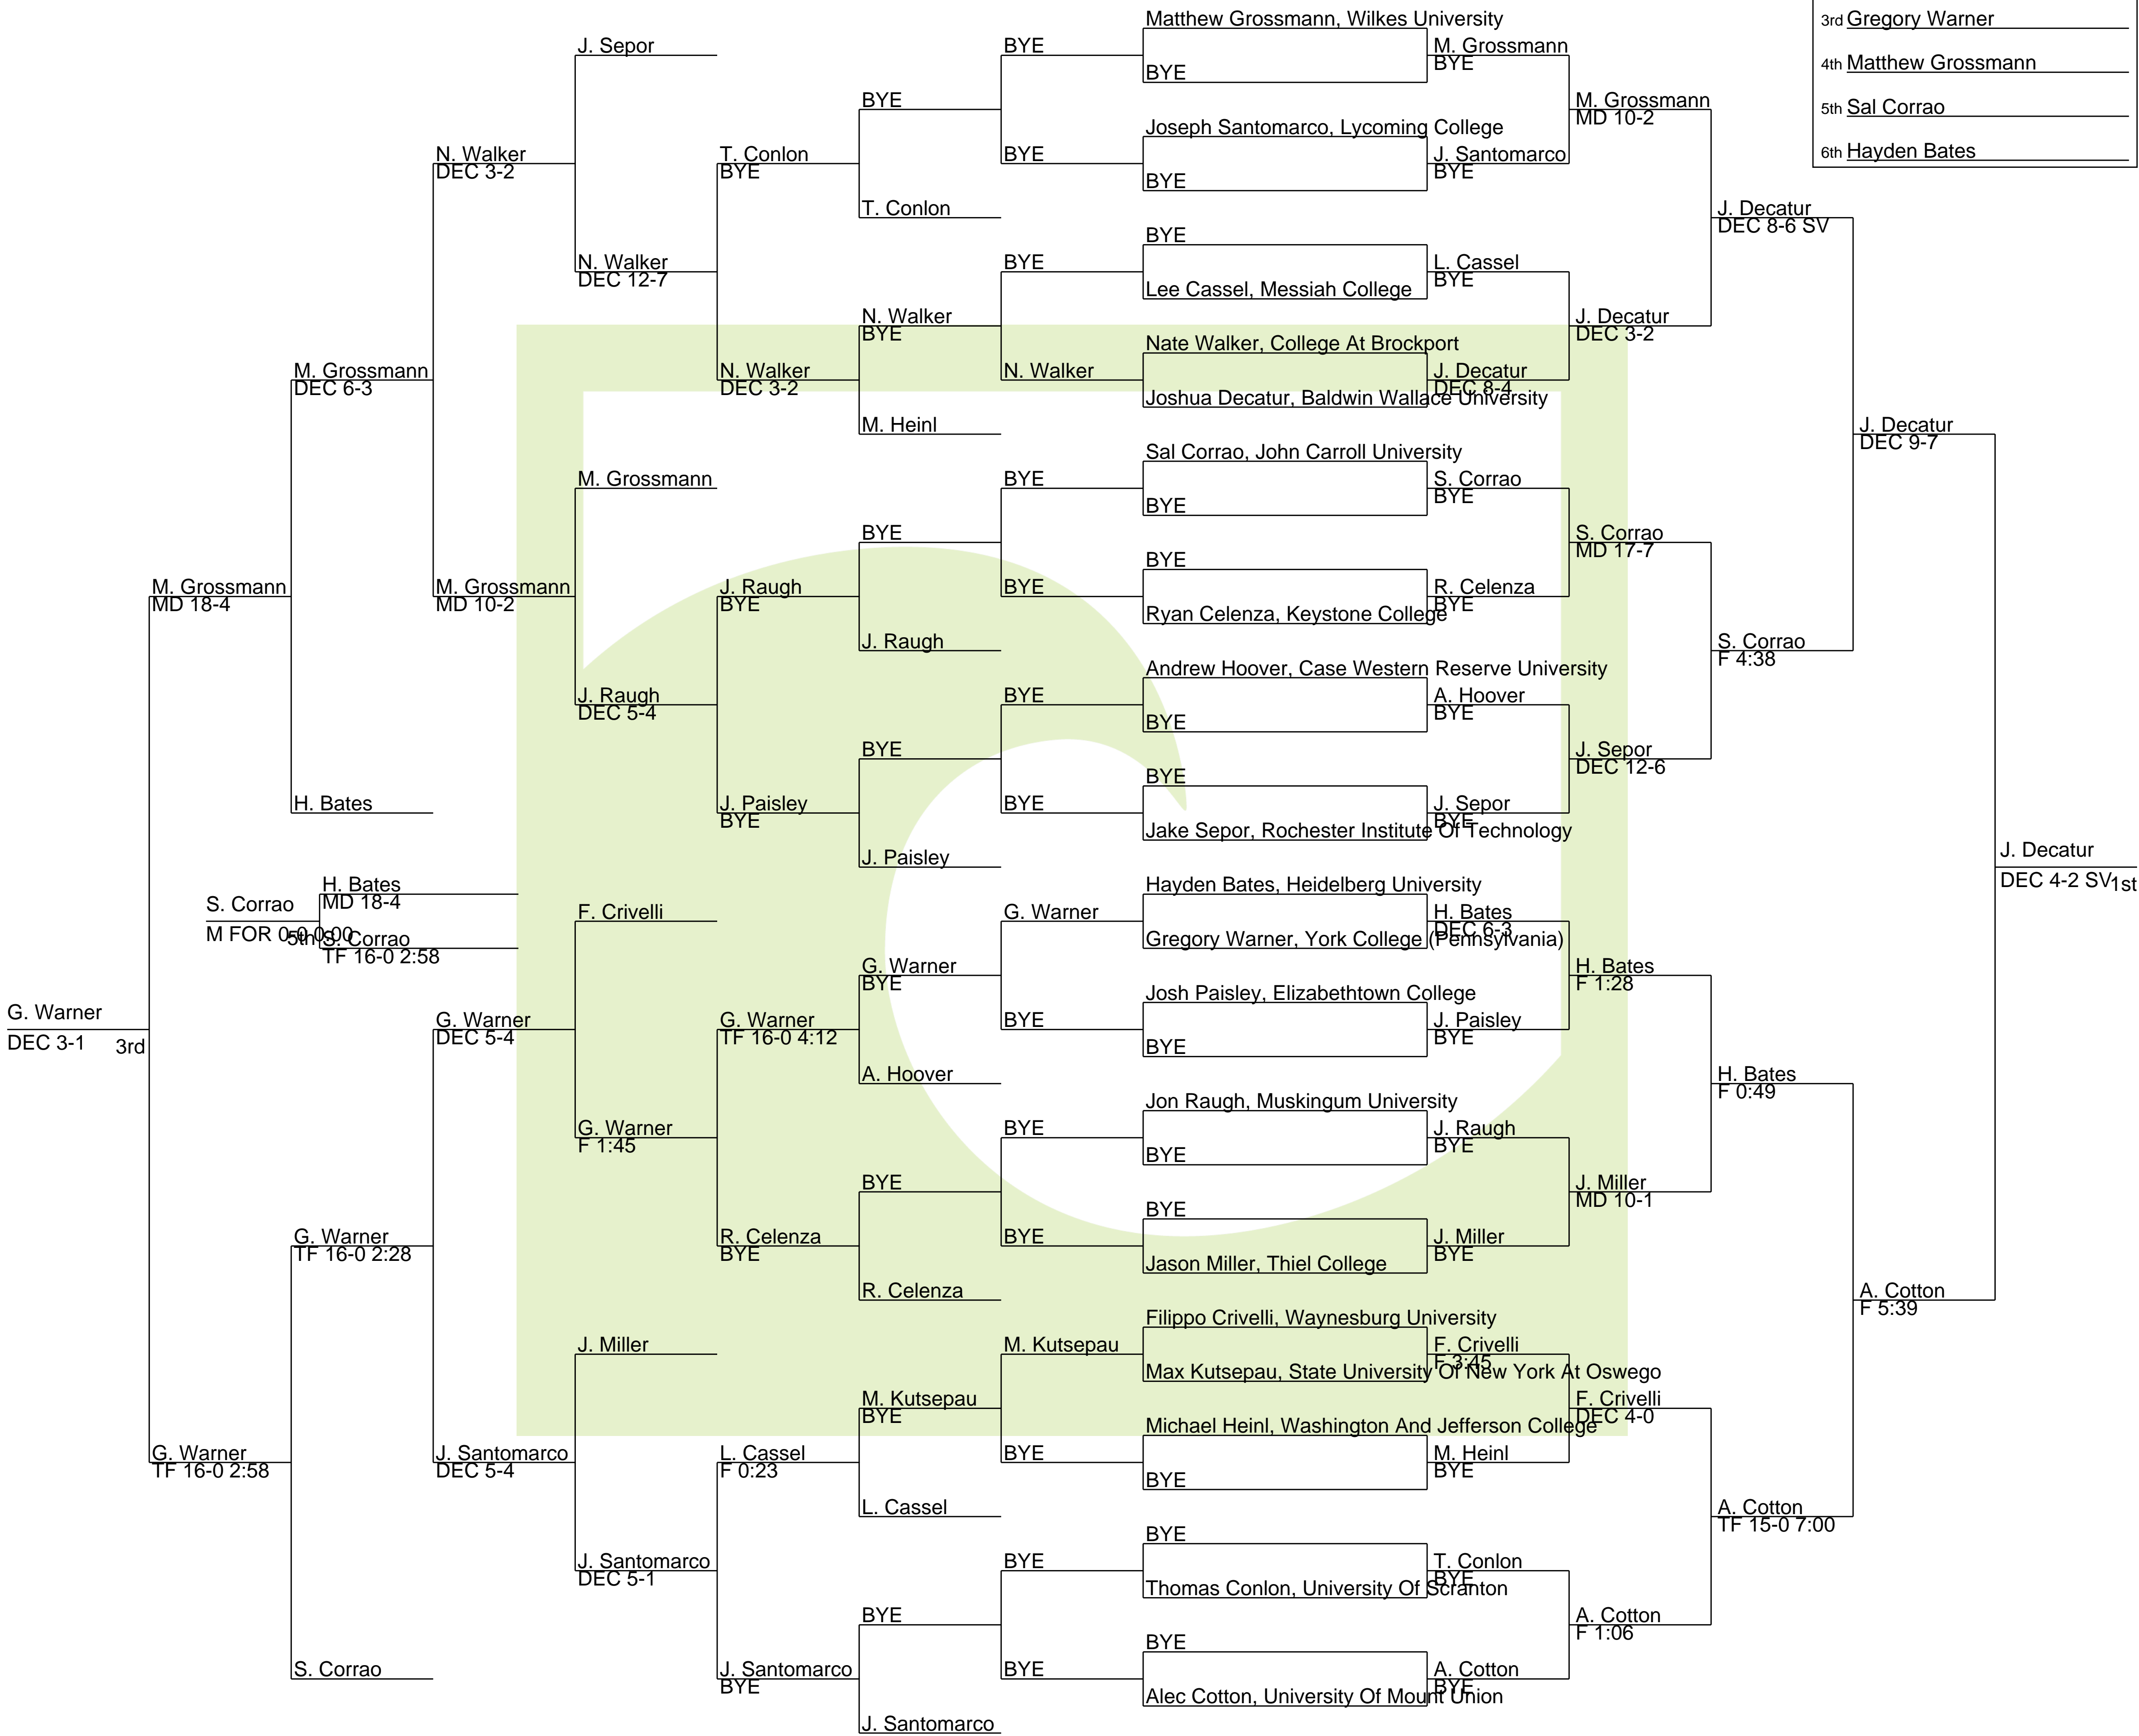 3rd Gregory Warner
4th Matthew Grossmann
5th Sal Corrao
6th Hayden Bates
Matthew Grossmann, Wilkes University
BYE
Joseph Santomarco, Lycoming College
BYE
BYE
Lee Cassel, Messiah College
Nate Walker, College At Brockport
Joshua Decatur, Baldwin Wallace University
Sal Corrao, John Carroll University
BYE
BYE
Ryan Celenza, Keystone College
Andrew Hoover, Case Western Reserve University
BYE
BYE
Jake Sepor, Rochester Institute Of Technology
Hayden Bates, Heidelberg University
Gregory Warner, York College (Pennsylvania)
Josh Paisley, Elizabethtown College
BYE
Jon Raugh, Muskingum University
BYE
BYE
Jason Miller, Thiel College
Filippo Crivelli, Waynesburg University
Max Kutsepau, State University Of New York At Oswego
Michael Heinl, Washington And Jefferson College
BYE
BYE
Thomas Conlon, University Of Scranton
BYE
Alec Cotton, University Of Mount Union
M. Grossmann
BYE
J. Santomarco
BYE
L. Cassel
BYE
J. Decatur
DEC 8-4
S. Corrao
BYE
R. Celenza
BYE
A. Hoover
BYE
J. Sepor
BYE
H. Bates
DEC 6-3
J. Paisley
BYE
J. Raugh
BYE
J. Miller
BYE
F. Crivelli
F 3:45
M. Heinl
BYE
T. Conlon
BYE
A. Cotton
BYE
M. Grossmann
MD 10-2
J. Decatur
DEC 3-2
S. Corrao
MD 17-7
J. Sepor
DEC 12-6
H. Bates
F 1:28
J. Miller
MD 10-1
F. Crivelli
DEC 4-0
A. Cotton
F 1:06
J. Decatur
DEC 8-6 SV
S. Corrao
F 4:38
H. Bates
F 0:49
A. Cotton
TF 15-0 7:00
J. Decatur
DEC 9-7
A. Cotton
F 5:39
J. Decatur
DEC 4-2 SV
1st
BYE
BYE
BYE
N. Walker
BYE
BYE
BYE
BYE
G. Warner
BYE
BYE
BYE
M. Kutsepau
BYE
BYE
BYE
BYE
T. Conlon
N. Walker
BYE
M. Heinl
BYE
J. Raugh
BYE
J. Paisley
G. Warner
BYE
A. Hoover
BYE
R. Celenza
M. Kutsepau
BYE
L. Cassel
BYE
J. Santomarco
T. Conlon
BYE
N. Walker
DEC 3-2
J. Raugh
BYE
J. Paisley
BYE
G. Warner
TF 16-0 4:12
R. Celenza
BYE
L. Cassel
F 0:23
J. Santomarco
BYE
J. Sepor
N. Walker
DEC 12-7
M. Grossmann
J. Raugh
DEC 5-4
F. Crivelli
G. Warner
F 1:45
J. Miller
J. Santomarco
DEC 5-1
N. Walker
DEC 3-2
M. Grossmann
MD 10-2
G. Warner
DEC 5-4
J. Santomarco
DEC 5-4
M. Grossmann
DEC 6-3
H. Bates
G. Warner
TF 16-0 2:28
S. Corrao
M. Grossmann
MD 18-4
G. Warner
TF 16-0 2:58
G. Warner
DEC 3-1
3rd
H. Bates
MD 18-4
S. Corrao
TF 16-0 2:58
S. Corrao
M FOR 0-0 0:00
5th